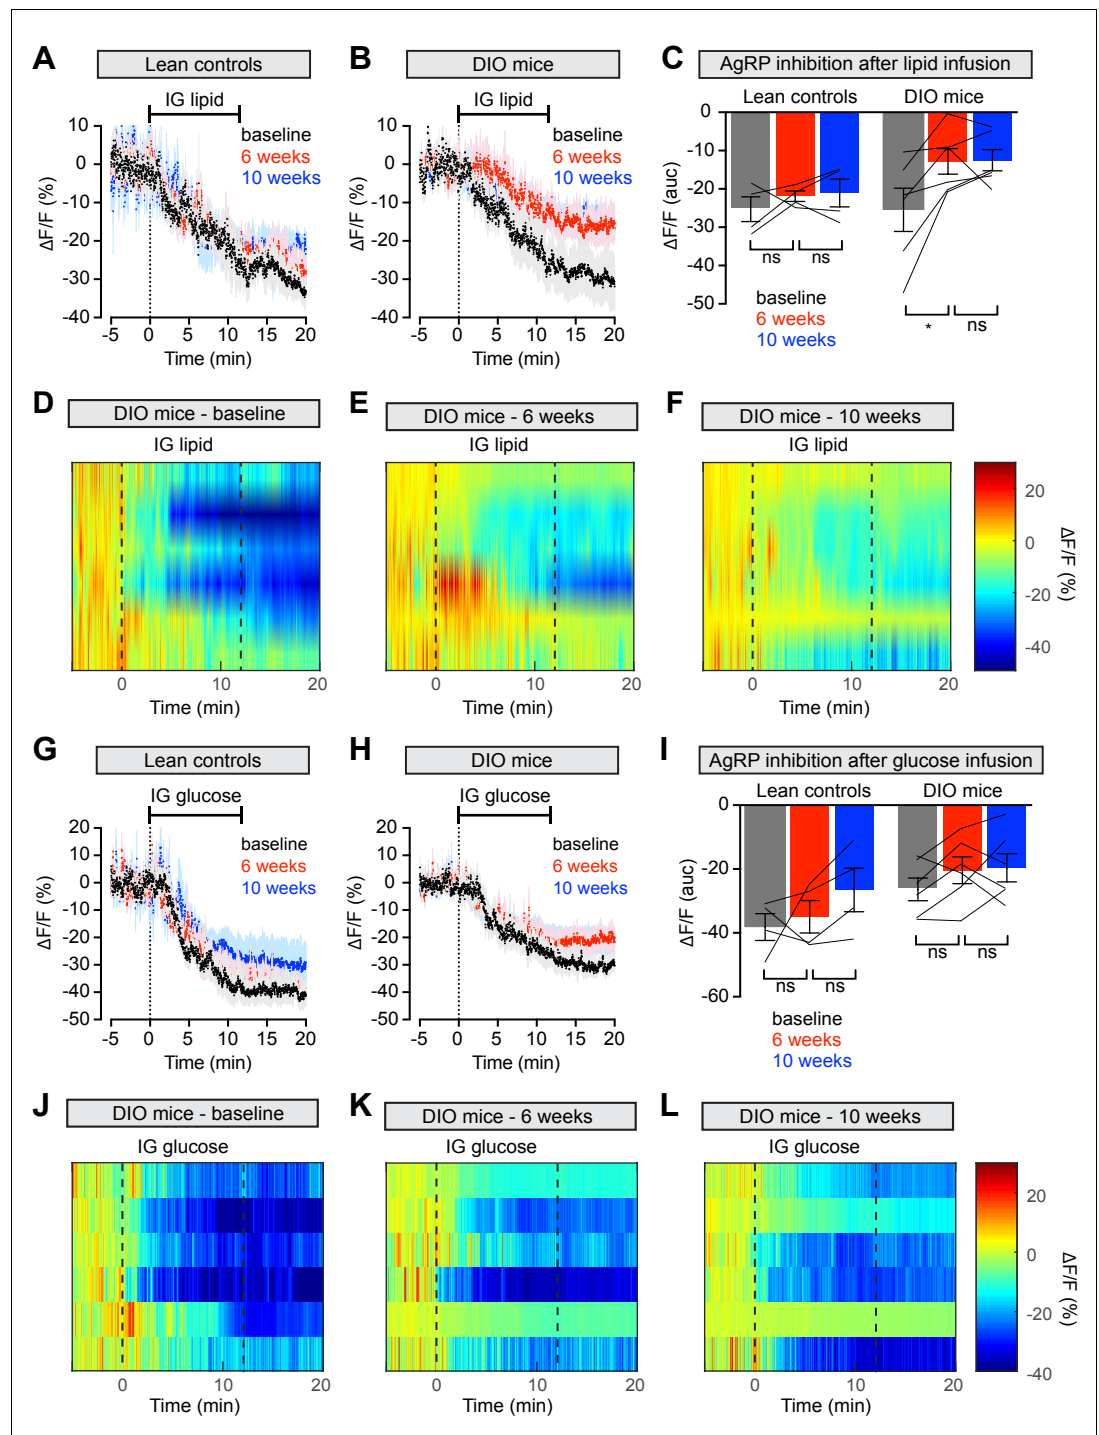 A
Lean controls
IG lipid
baseline
6 weeks
10 weeks
10
0
-10
-20
-30
-40
ΔF/F (%)
-5 0 5 10 15 20
Time (min)
B
DIO mice
IG lipid
baseline
6 weeks
10 weeks
10
0
-10
-20
-30
-40
ΔF/F (%)
-5 0 5 10 15 20
Time (min)
C
AgRP inhibition after lipid infusion
Lean controls DIO mice
0
-10
-20
-30
-40
-50
ΔF/F (auc)
ns ns
* ns
baseline
6 weeks
10 weeks
D
DIO mice - baseline
IG lipid
0 10 20
Time (min)
E
DIO mice - 6 weeks
IG lipid
0 10 20
Time (min)
F
DIO mice - 10 weeks
IG lipid
0 10 20
Time (min)
20
0
-20
-40
ΔF/F (%)
G
Lean controls
IG glucose
baseline
6 weeks
10 weeks
20
10
0
-10
-20
-30
-40
-50
ΔF/F (%)
-5 0 5 10 15 20
Time (min)
H
DIO mice
IG glucose
baseline
6 weeks
10 weeks
20
10
0
-10
-20
-30
-40
-50
ΔF/F (%)
-5 0 5 10 15 20
Time (min)
I
AgRP inhibition after glucose infusion
Lean controls DIO mice
0
-20
-40
-60
ΔF/F (auc)
ns ns
ns ns
baseline
6 weeks
10 weeks
J
DIO mice - baseline
IG glucose
0 10 20
Time (min)
K
DIO mice - 6 weeks
IG glucose
0 10 20
Time (min)
L
DIO mice - 10 weeks
IG glucose
0 10 20
Time (min)
20
0
-20
-40
ΔF/F (%)